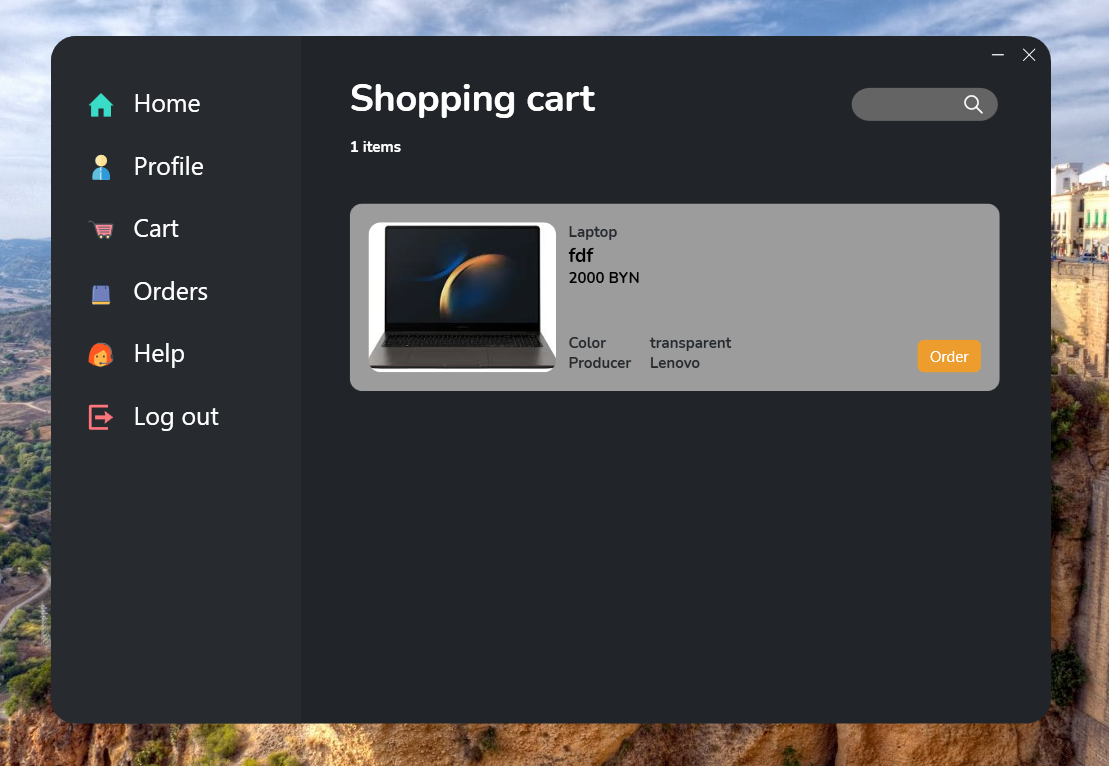 Home
Profile
Cart
Orders
Help
Log out
Shopping cart
1 items
Laptop
fdf
2000 BYN
Color transparent
Producer Lenovo
Order